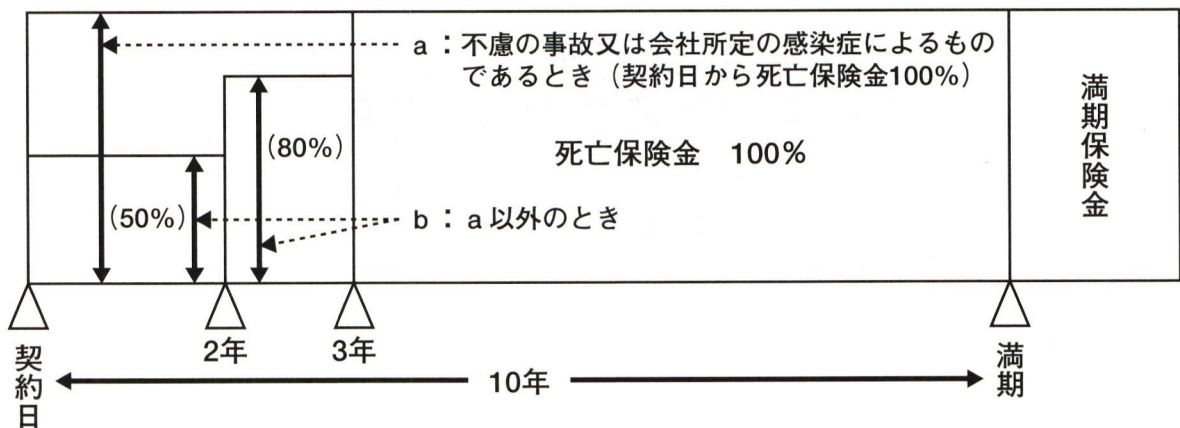 a：不慮の事故又は会社所定の感染症によるもの
であるとき（契約日から死亡保険金100%）
(80%)
死亡保険金　100%
満期保険金
(50%)
b：a以外のとき
契約日
2年
3年
満期
10年